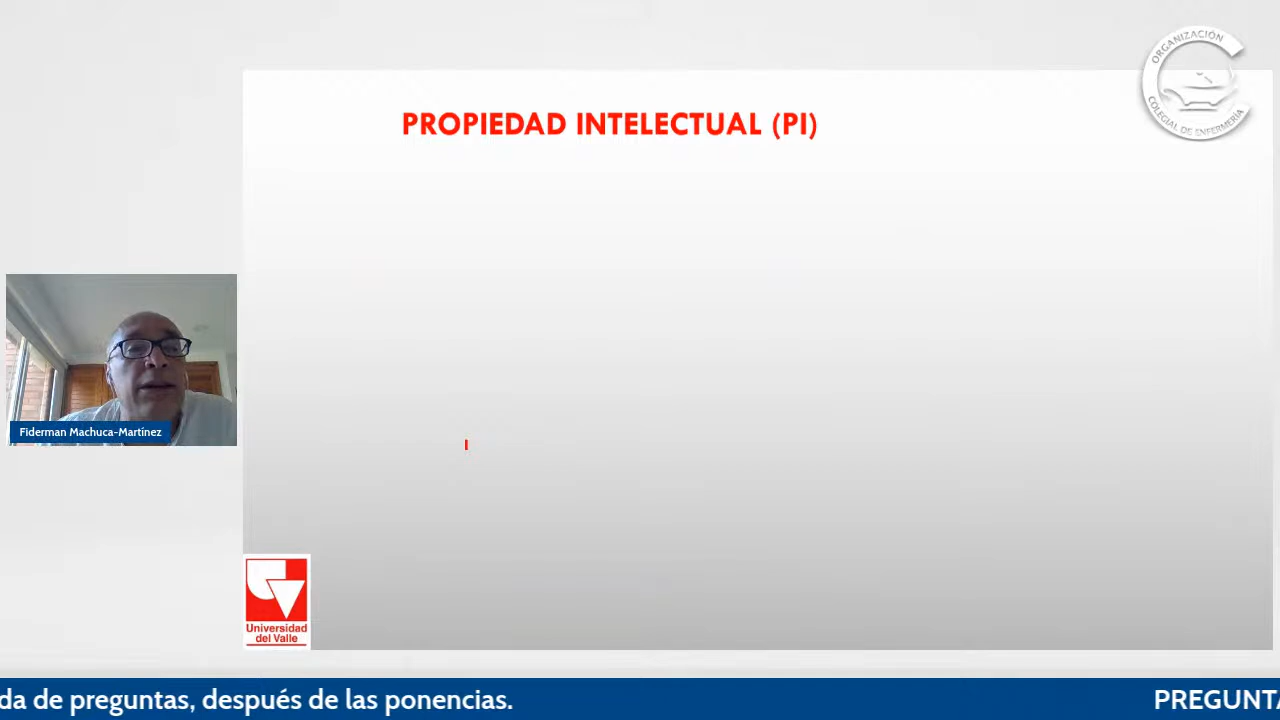 ORGANIZACIÓN
COLEGIAL DE ENFERMERÍA
PROPIEDAD INTELECTUAL (PI)
Fiderman Machuca-Martínez
Universidad
del Valle
da de preguntas, después de las ponencias.
PREGUNTA